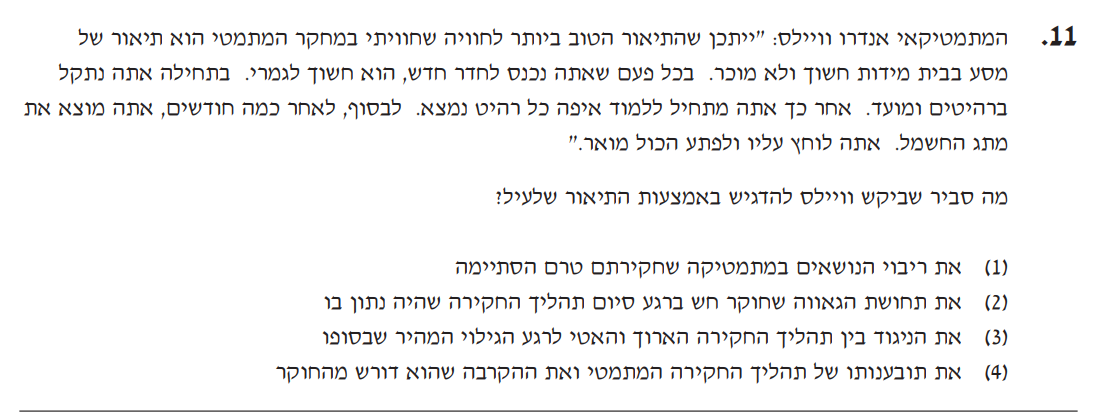 11. המתמטיקאי אנדרו וויילס: "ייתכן שהתיאור הטוב ביותר לחוויה שחוויתי במחקר המתמטי הוא תיאור של
מסע בבית מידות חשוך ולא מוכר. בכל פעם שאתה נכנס לחדר חדש, הוא חשוך לגמרי. בתחילה אתה נתקל
ברהיטים ומועד. אחר כך אתה מתחיל ללמוד איפה כל רהיט נמצא. לבסוף, לאחר כמה חודשים, אתה מוצא את
מתג החשמל. אתה לוחץ עליו ולפתע הכול מואר."
מה סביר שביקש וויילס להדגיש באמצעות התיאור שלעיל?
(1) את ריבוי הנושאים במתמטיקה שחקירתם טרם הסתיימה
(2) את תחושת הגאווה שחוקר חש ברגע סיום תהליך החקירה שהיה נתון בו
(3) את הניגוד בין תהליך החקירה הארוך והאטי לרגע הגילוי המהיר שבסופו
(4) את תובענותו של תהליך החקירה המתמטי ואת ההקרבה שהוא דורש מהחוקר